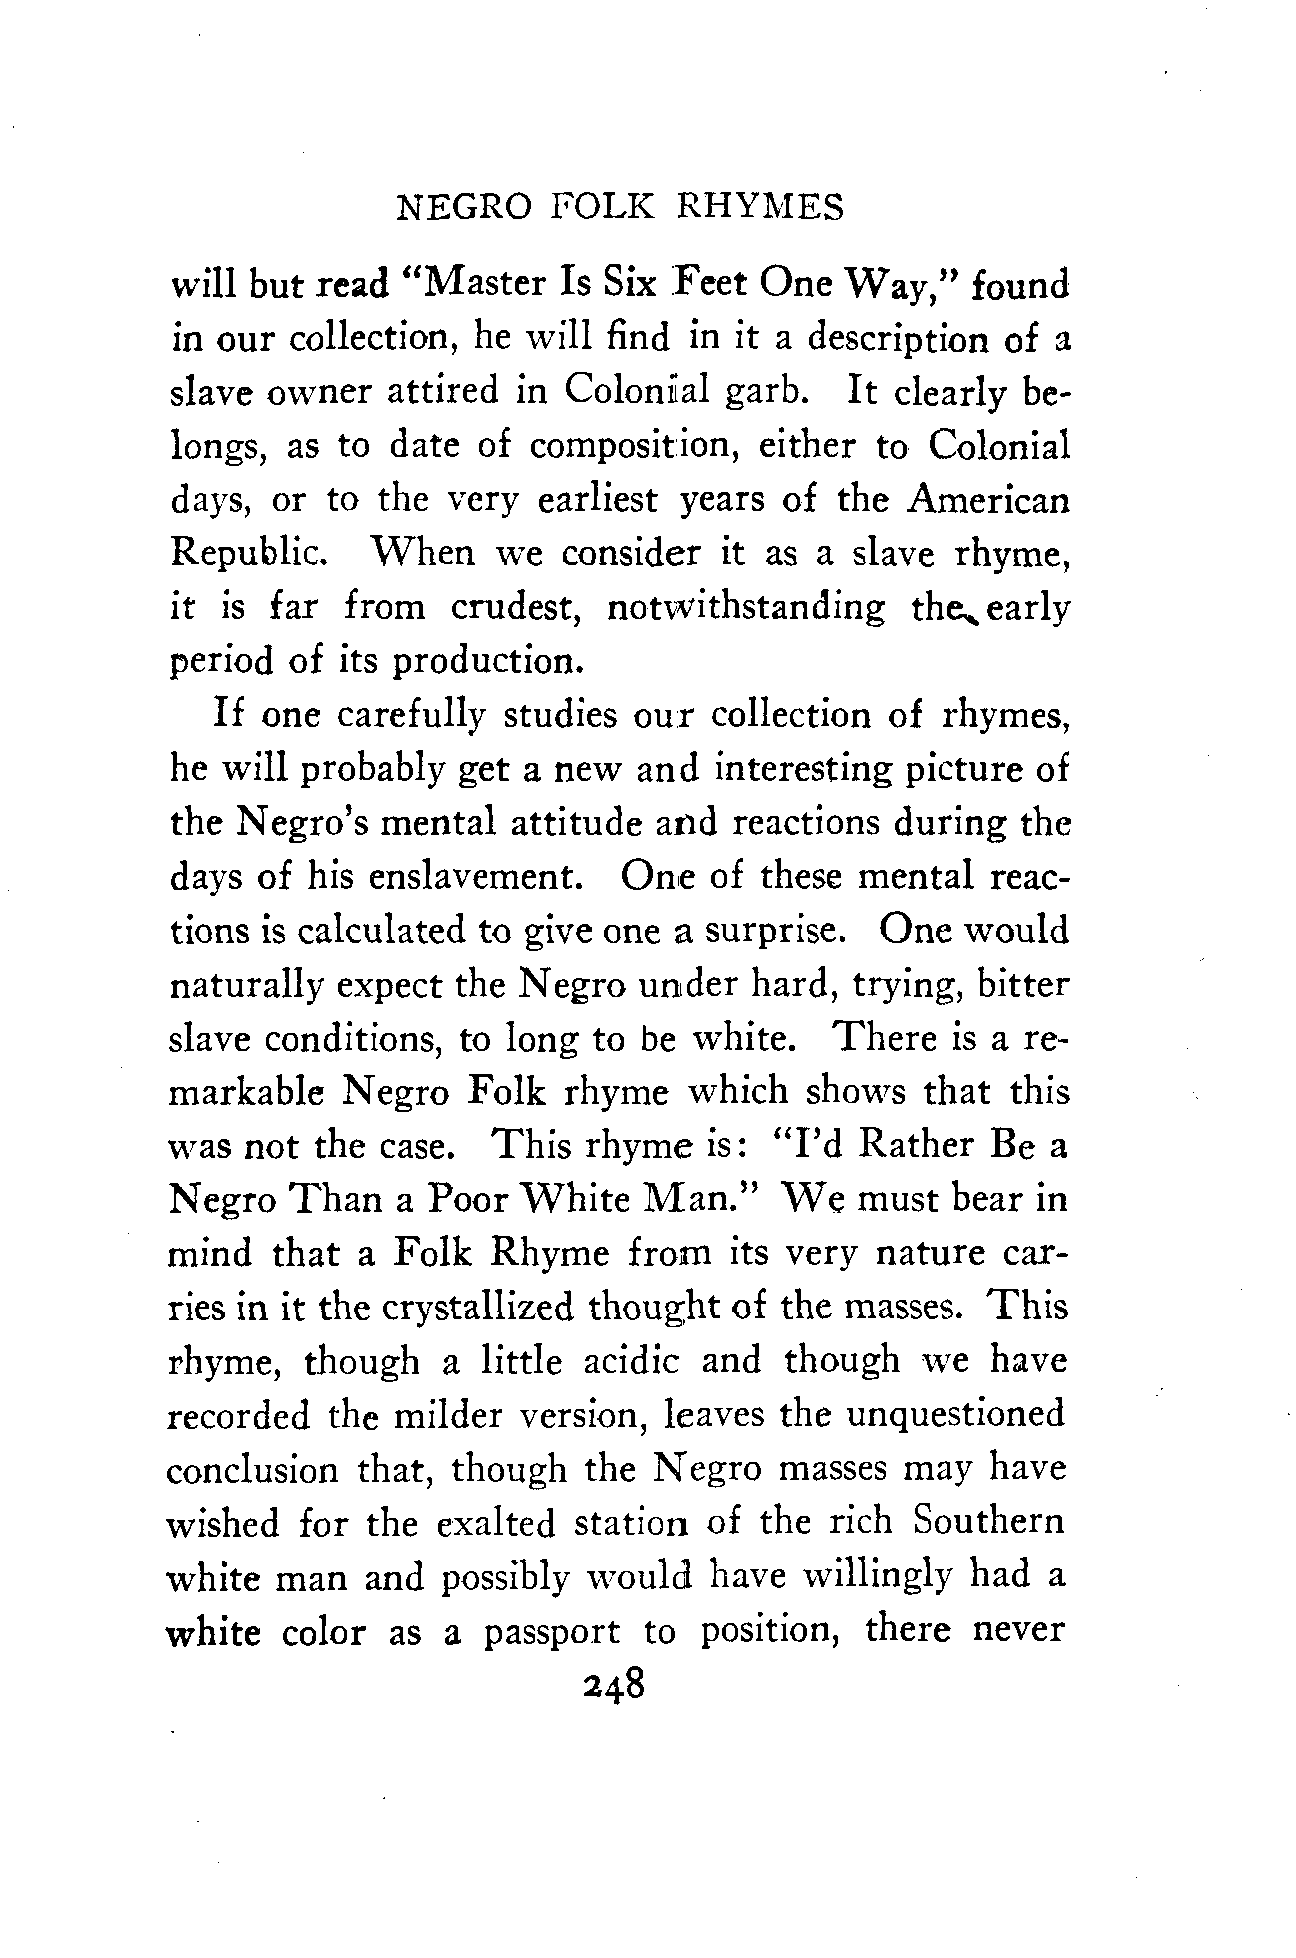 NEGRO FOLK RHYMES
will but read "Master Is Six Feet One Way," found
in our collection, he will find in it a description of a
slave owner attired in Colonial garb. It clearly be-
longs, as to date of composition, either to Colonial
days, or to the very earliest years of the American
Republic. When we consider it as a slave rhyme,
it is far from crudest, notwithstanding the early
period of its production.
If one carefully studies our collection of rhymes,
he will probably get a new and interesting picture of
the Negro's mental attitude and reactions during the
days of his enslavement. One of these mental reac-
tions is calculated to give one a surprise. One would
naturally expect the Negro under hard, trying, bitter
slave conditions, to long to be white. There is a re-
markable Negro Folk rhyme which shows that this
was not the case. This rhyme is: "I'd Rather Be a
Negro Than a Poor White Man." We must bear in
mind that a Folk Rhyme from its very nature car-
ries in it the crystallized thought of the masses. This
rhyme, though a little acidic and though we have
recorded the milder version, leaves the unquestioned
conclusion that, though the Negro masses may have
wished for the exalted station of the rich Southern
white man and possibly would have willingly had a
white color as a passport to position, there never
248